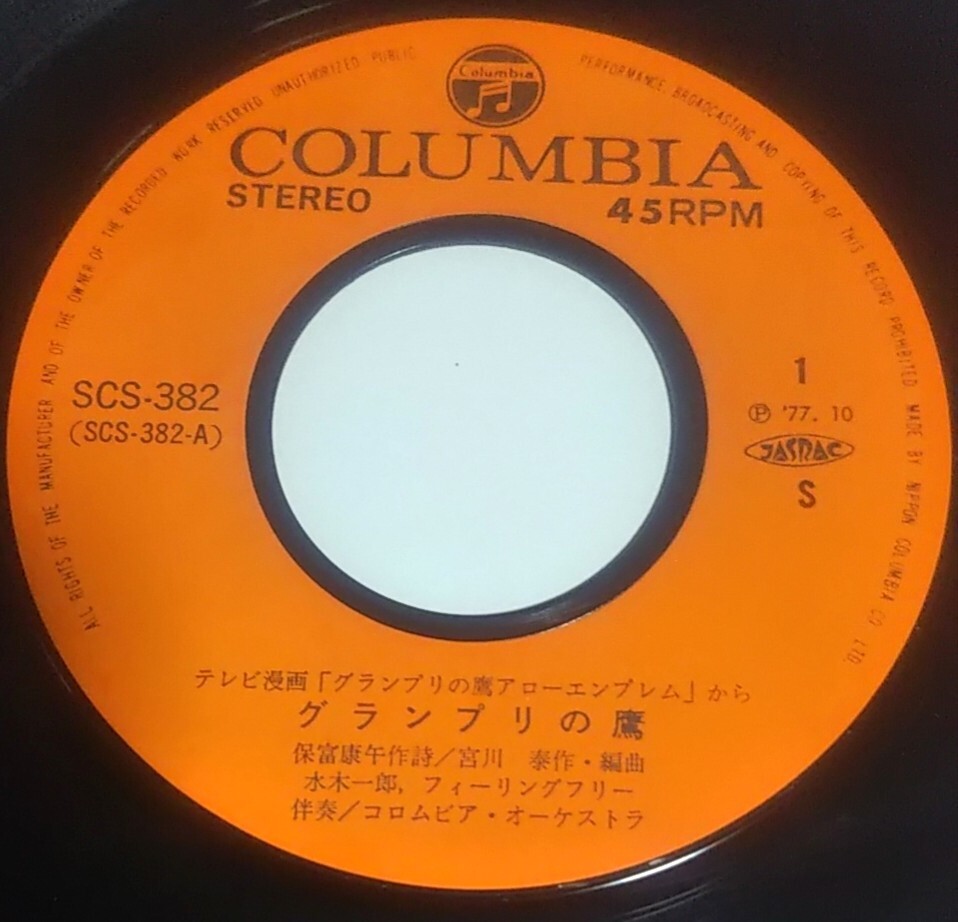 Columbia
COLUMBIA
STEREO
45RPM
SCS-382
(SCS-382-A)
1
Ⓟ '77. 10
JASRAC
S
テレビ漫画「グランプリの鷹アローエンブレム」から
グランプリの鷹
保富康午作詩/宮川 泰作・編曲
水木一郎, フィーリングフリー
伴奏/コロムビア・オーケストラ
ALL RIGHTS OF THE MANUFACTURER AND OF THE OWNER OF THE RECORDED WORK RESERVED UNAUTHORIZED PUBLIC PERFORMANCE BROADCASTING AND COPYING OF THIS RECORD PROHIBITED MADE BY NIPPON COLUMBIA CO LTD.